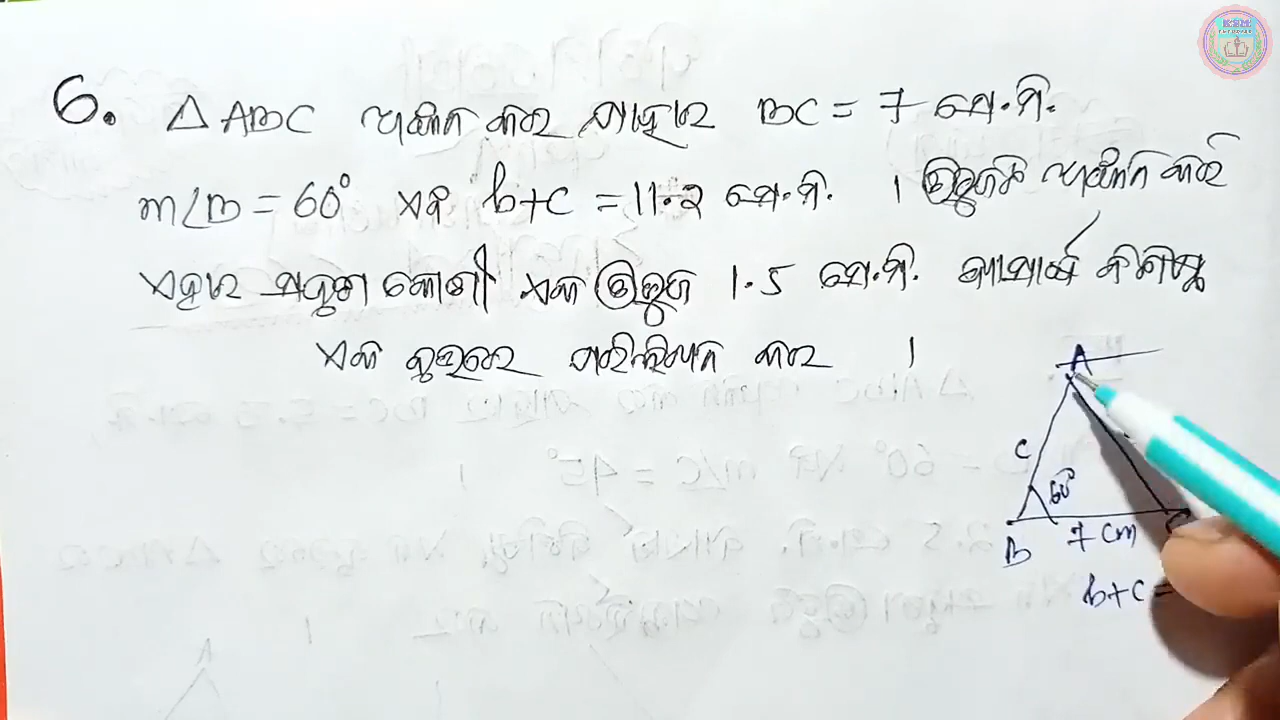 6. △ ABC ଅଙ୍କନ କର ଯାହାର BC = 7 ସେ.ମି.
m∠B = 60° ଏବଂ b+c = 11.2 ସେ.ମି. । ତ୍ରିଭୁଜଟି ଅଙ୍କନ କରି
ଏହାର ସଦୃଶ କୋଣୀ ଏକ ତ୍ରିଭୁଜ 1.5 ସେ.ମି. ବ୍ୟାସାର୍ଦ୍ଧ ବିଶିଷ୍ଟ
ଏକ ବୃତ୍ତରେ ପରିଲିଖନ କର ।
A
c
60°
B 7 cm C
b+c =